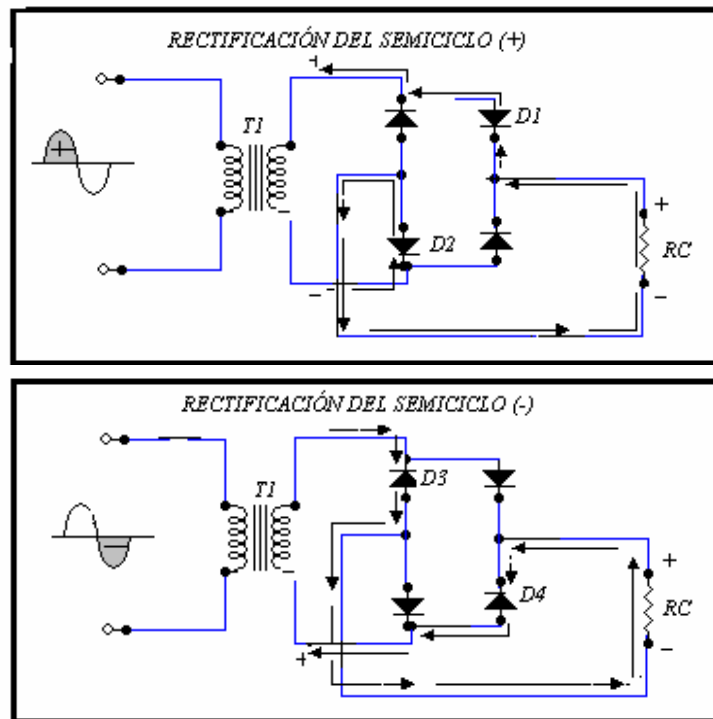 RECTIFICACIÓN DEL SEMICICLO (+)
+
T1
D1
+
D2
+
RC
–
–
–
RECTIFICACIÓN DEL SEMICICLO (-)
D3
T1
–
+
D4
RC
–
–
+